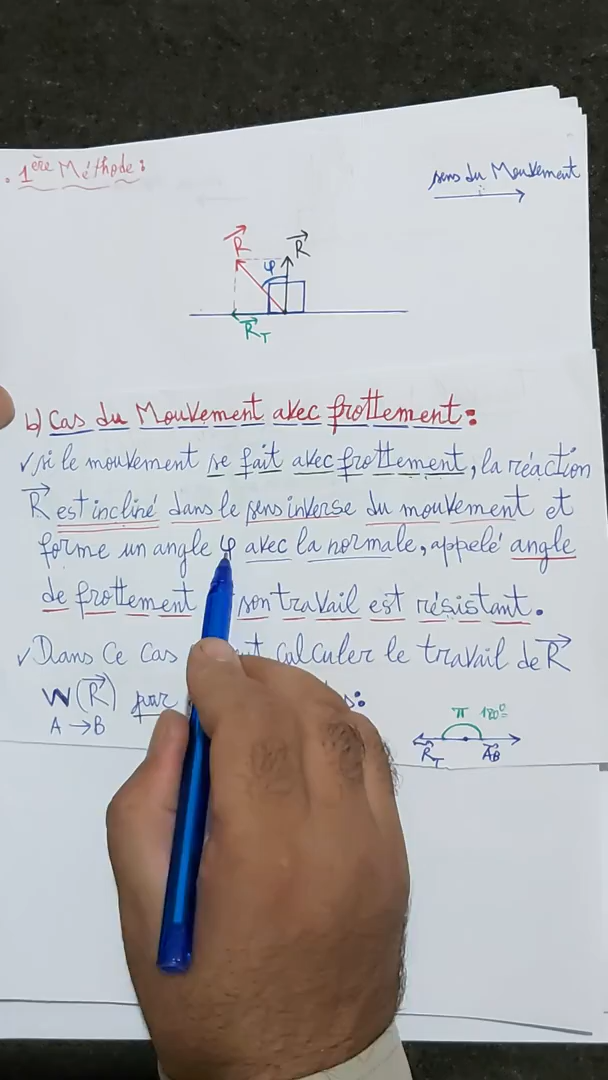 . 1ère Méthode:
sens du Mouvement
R R
φ
R_T
b) Cas du Mouvement avec frottement:
✓ si le mouvement se fait avec frottement, la réaction
R est incliné dans le sens inverse du mouvement et
forme un angle φ avec la normale, appelé angle
de frottement son travail est résistant.
✓ Dans ce cas calculer le travail de R
W(R) par
A → B
π 180°
R_T AB